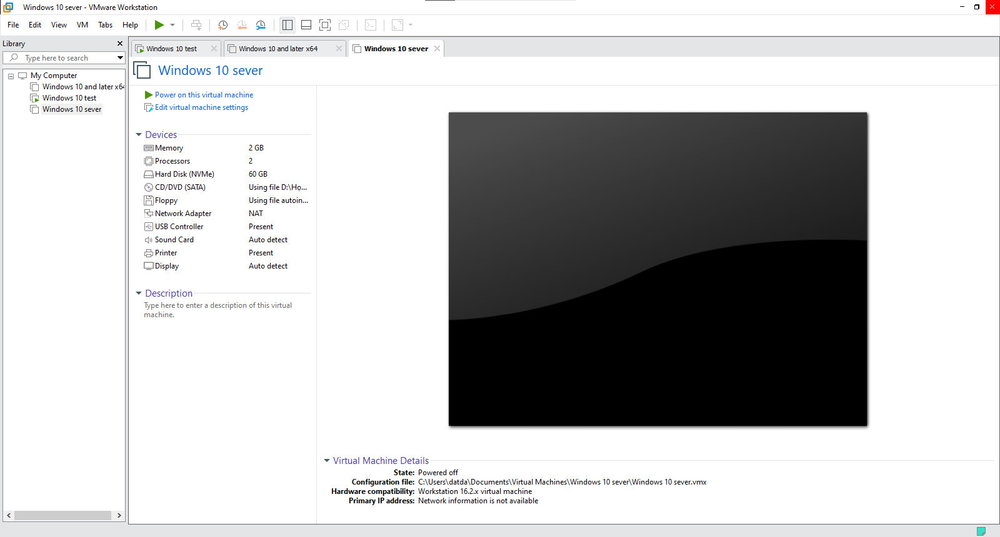 Windows 10 sever - VMware Workstation
File Edit View VM Tabs Help
Library
Type here to search
My Computer
Windows 10 and later x64
Windows 10 test
Windows 10 sever
Windows 10 test
Windows 10 and later x64
Windows 10 sever
Windows 10 sever
Power on this virtual machine
Edit virtual machine settings
Devices
Memory 2 GB
Processors 2
Hard Disk (NVMe) 60 GB
CD/DVD (SATA) Using file D:\Họ...
Floppy Using file autoin...
Network Adapter NAT
USB Controller Present
Sound Card Auto detect
Printer Present
Display Auto detect
Description
Type here to enter a description of this virtual
machine.
Virtual Machine Details
State: Powered off
Configuration file: C:\Users\datda\Documents\Virtual Machines\Windows 10 sever\Windows 10 sever.vmx
Hardware compatibility: Workstation 16.2.x virtual machine
Primary IP address: Network information is not available